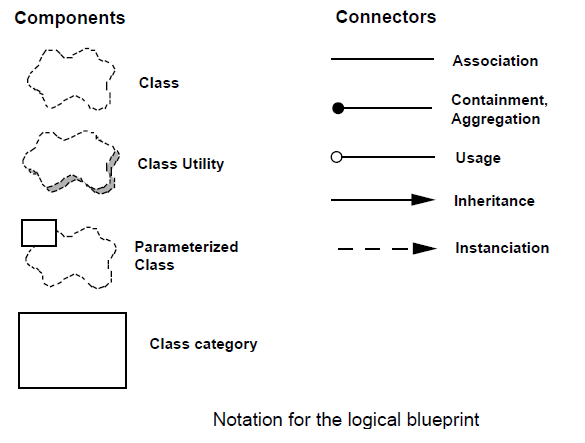 Components
Class
Class Utility
Parameterized
Class
Class category
Connectors
Association
Containment,
Aggregation
Usage
Inheritance
Instanciation
Notation for the logical blueprint